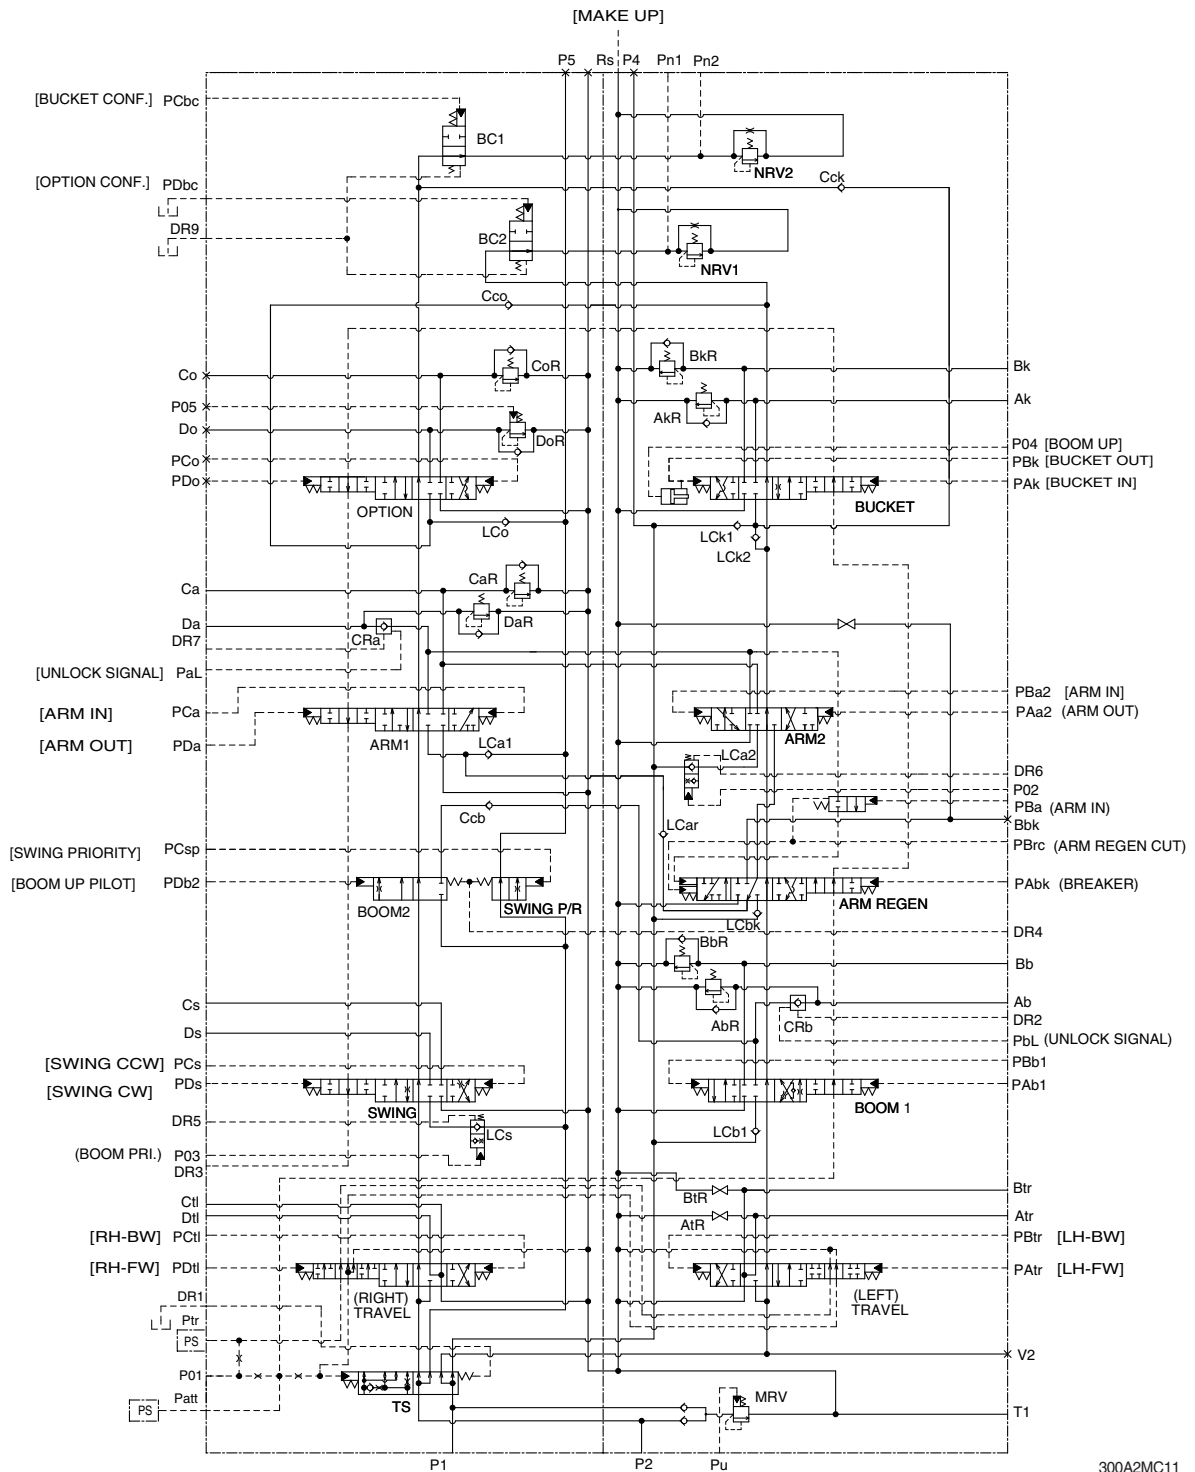 [MAKE UP]
P5 Rs P4 Pn1 Pn2
[BUCKET CONF.] PCbc
BC1
NRV2
Cck
[OPTION CONF.] PDbc
DR9
BC2
NRV1
Cco
CoR
BkR
Co
Bk
P05
AkR
Ak
Do
DoR
P04 [BOOM UP]
PCo
PBk [BUCKET OUT]
PDo
PAk [BUCKET IN]
OPTION
BUCKET
LCo
LCk1
LCk2
CaR
Ca
DaR
Da
CRa
DR7
[UNLOCK SIGNAL] PaL
PBa2 [ARM IN]
[ARM IN] PCa
PAa2 (ARM OUT)
[ARM OUT] PDa
ARM1
LCa1
ARM2
LCa2
DR6
P02
Ccb
PBa (ARM IN)
LCar
Bbk
[SWING PRIORITY] PCsp
PBrc (ARM REGEN CUT)
[BOOM UP PILOT] PDb2
PAbk (BREAKER)
BOOM2
SWING P/R
ARM REGEN
LCbk
DR4
BbR
Bb
Cs
AbR
CRb
Ab
DR2
Ds
PbL (UNLOCK SIGNAL)
[SWING CCW] PCs
PBb1
[SWING CW] PDs
PAb1
SWING
BOOM 1
DR5
LCs
LCb1
(BOOM PRI.) P03
DR3
Ctl
BtR
Btr
Dtl
AtR
Atr
[RH-BW] PCtl
PBtr [LH-BW]
[RH-FW] PDtl
PAtr [LH-FW]
(RIGHT)
TRAVEL
(LEFT)
TRAVEL
DR1
Ptr
PS
V2
P01
Patt
PS
TS
MRV
T1
P1 P2 Pu
300A2MC11